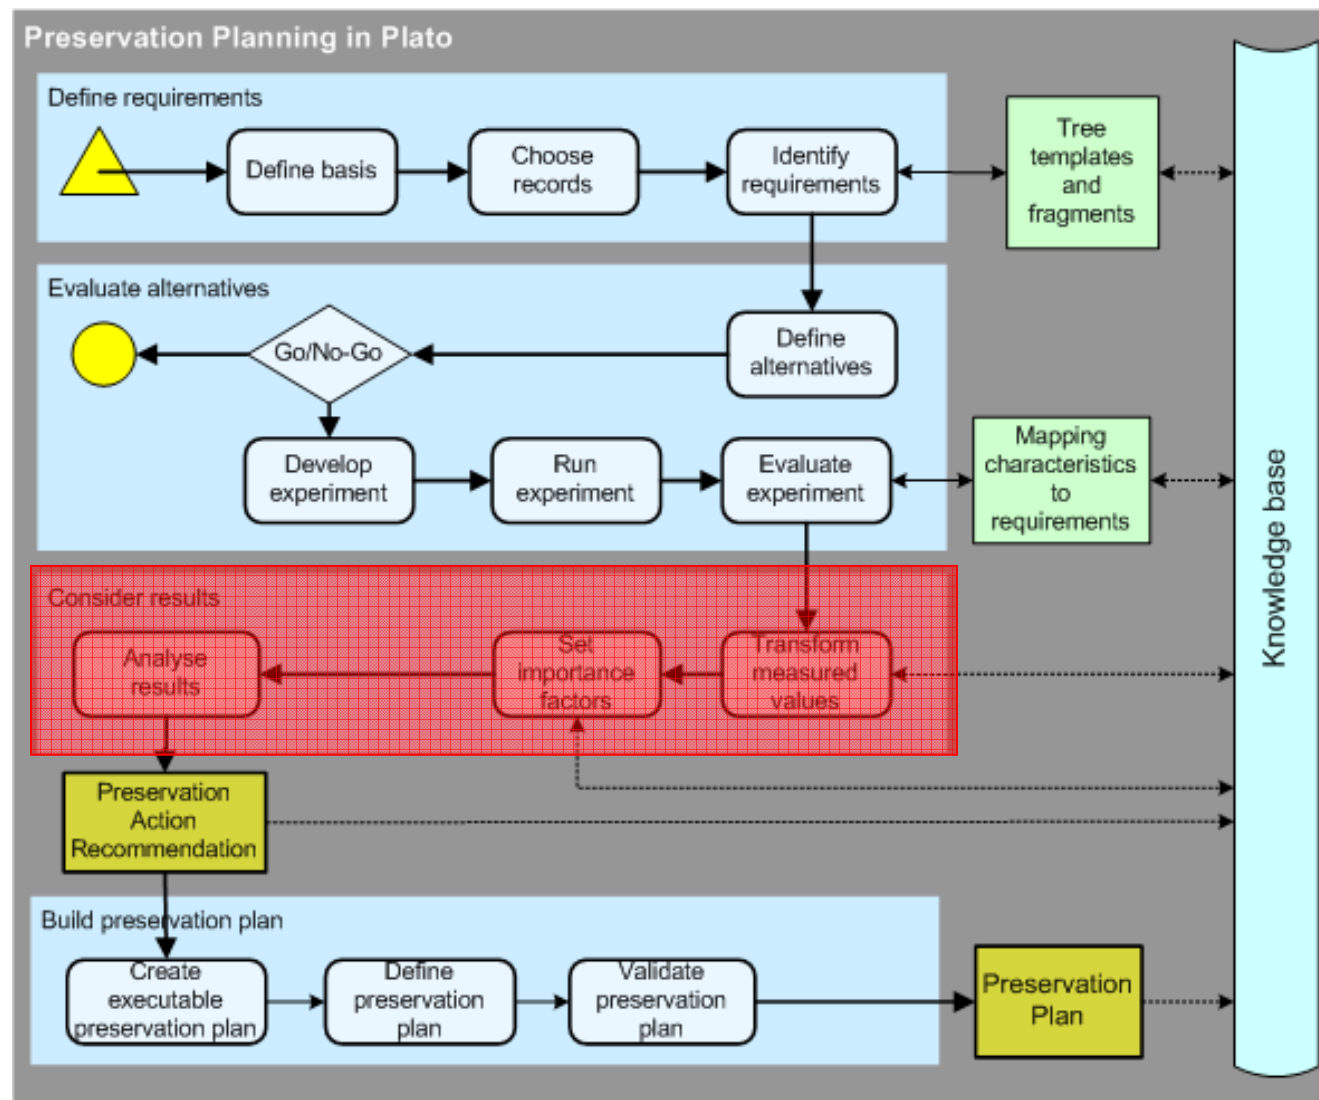 Preservation Planning in Plato
Define requirements
Define basis
Choose
records
Identify
requirements
Tree
templates
and
fragments
Evaluate alternatives
Go/No-Go
Define
alternatives
Develop
experiment
Run
experiment
Evaluate
experiment
Mapping
characteristics
to
requirements
Knowledge base
Consider results
Analyse
results
Set
importance
factors
Transform
measured
values
Preservation
Action
Recommendation
Build preservation plan
Create
executable
preservation plan
Define
preservation
plan
Validate
preservation
plan
Preservation
Plan